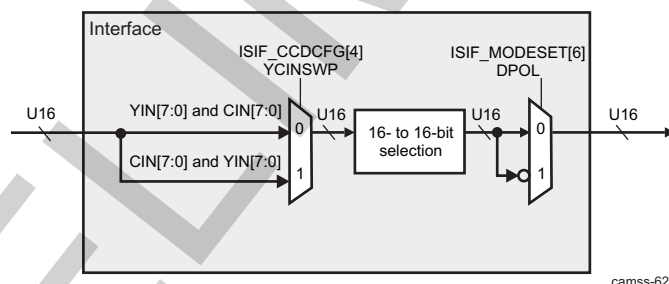 Interface
ISIF_CCDCFG[4]
YCINSWP
ISIF_MODESET[6]
DPOL
U16
YIN[7:0] and CIN[7:0]
U16
U16
U16
0
16- to 16-bit
selection
0
CIN[7:0] and YIN[7:0]
1
1
camss-62